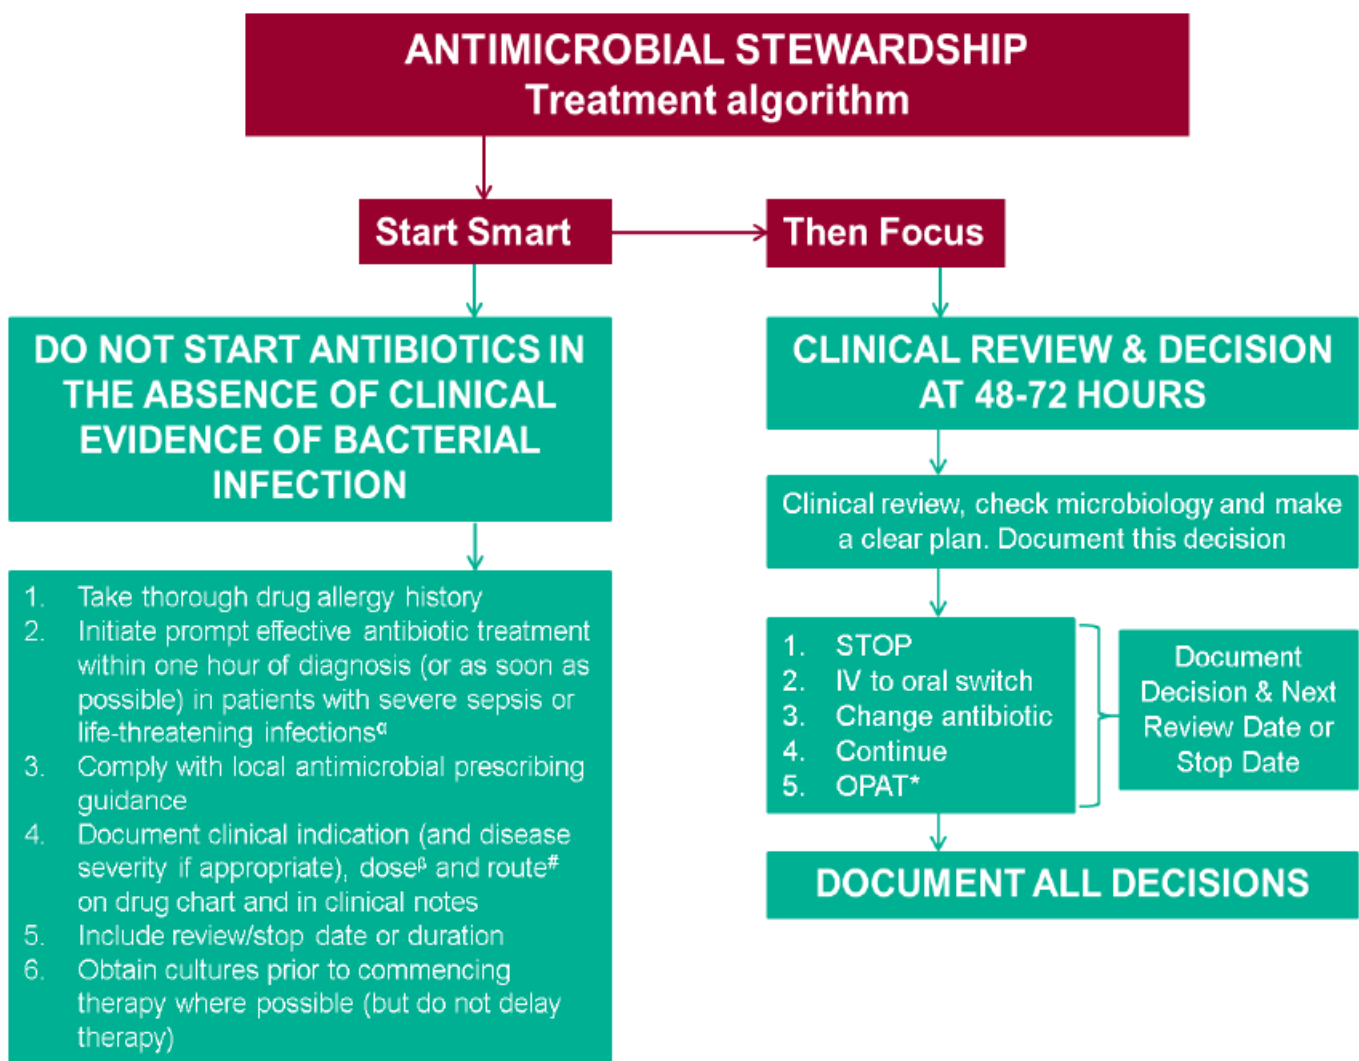 ANTIMICROBIAL STEWARDSHIP
Treatment algorithm
Start Smart
Then Focus
DO NOT START ANTIBIOTICS IN
THE ABSENCE OF CLINICAL
EVIDENCE OF BACTERIAL
INFECTION
1. Take thorough drug allergy history
2. Initiate prompt effective antibiotic treatment
within one hour of diagnosis (or as soon as
possible) in patients with severe sepsis or
life-threatening infectionsᵅ
3. Comply with local antimicrobial prescribing
guidance
4. Document clinical indication (and disease
severity if appropriate), doseᵝ and route#
on drug chart and in clinical notes
5. Include review/stop date or duration
6. Obtain cultures prior to commencing
therapy where possible (but do not delay
therapy)
CLINICAL REVIEW & DECISION
AT 48-72 HOURS
Clinical review, check microbiology and make
a clear plan. Document this decision
1. STOP
2. IV to oral switch
3. Change antibiotic
4. Continue
5. OPAT*
Document
Decision & Next
Review Date or
Stop Date
DOCUMENT ALL DECISIONS